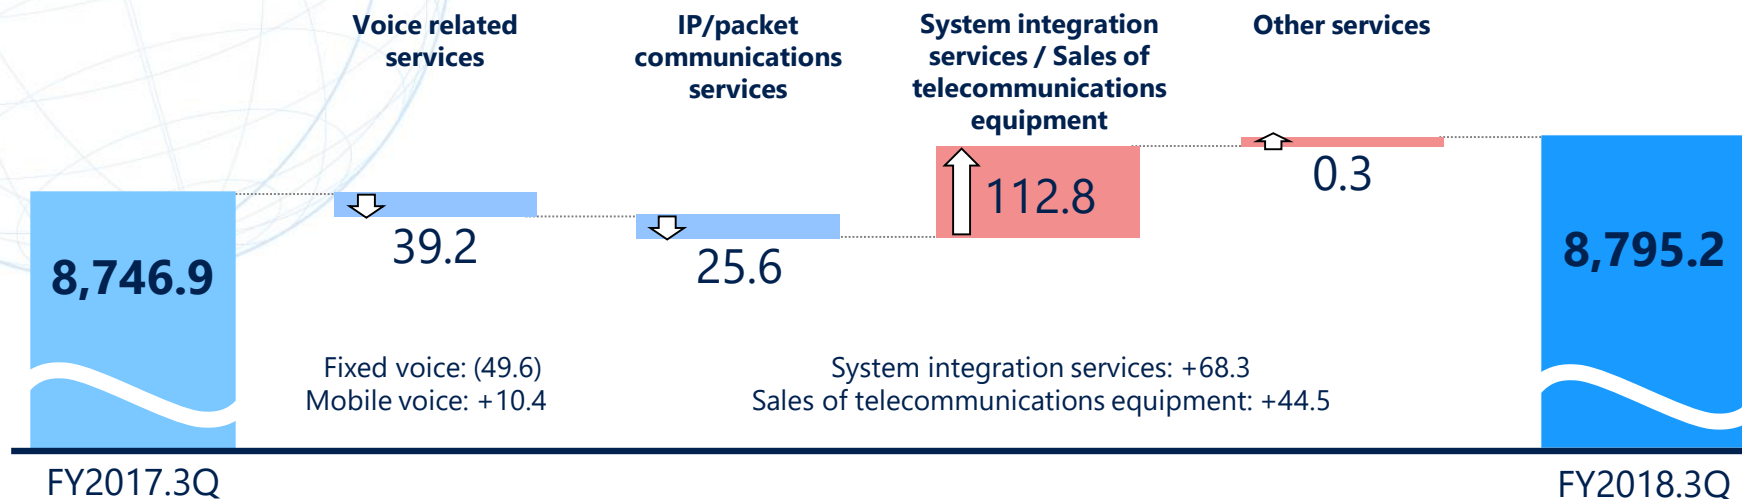 Voice related
services
IP/packet
communications
services
System integration
services / Sales of
telecommunications
equipment
Other services
8,746.9
39.2
25.6
112.8
0.3
8,795.2
Fixed voice: (49.6)
Mobile voice: +10.4
System integration services: +68.3
Sales of telecommunications equipment: +44.5
FY2017.3Q
FY2018.3Q